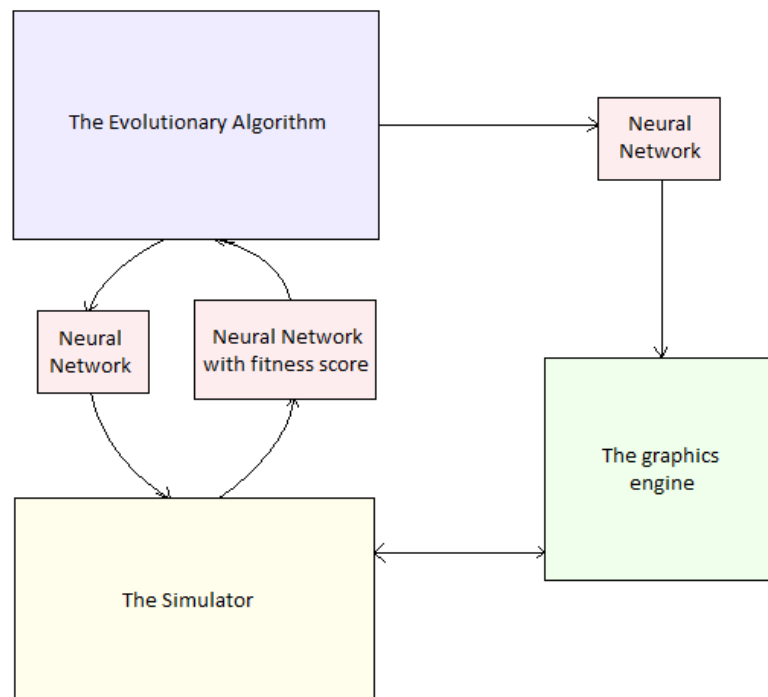 The Evolutionary Algorithm
Neural
Network
Neural
Network
Neural Network
with fitness score
The graphics
engine
The Simulator